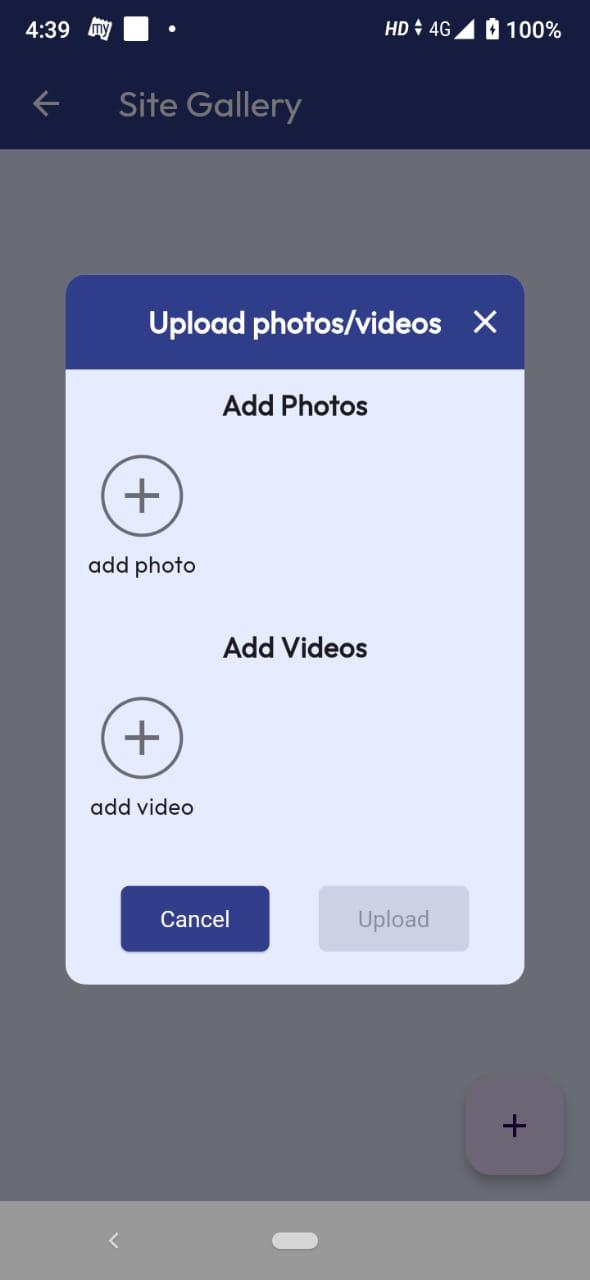 4:39 my HD 4G 100%
Site Gallery
Upload photos/videos
Add Photos
add photo
Add Videos
add video
Cancel Upload